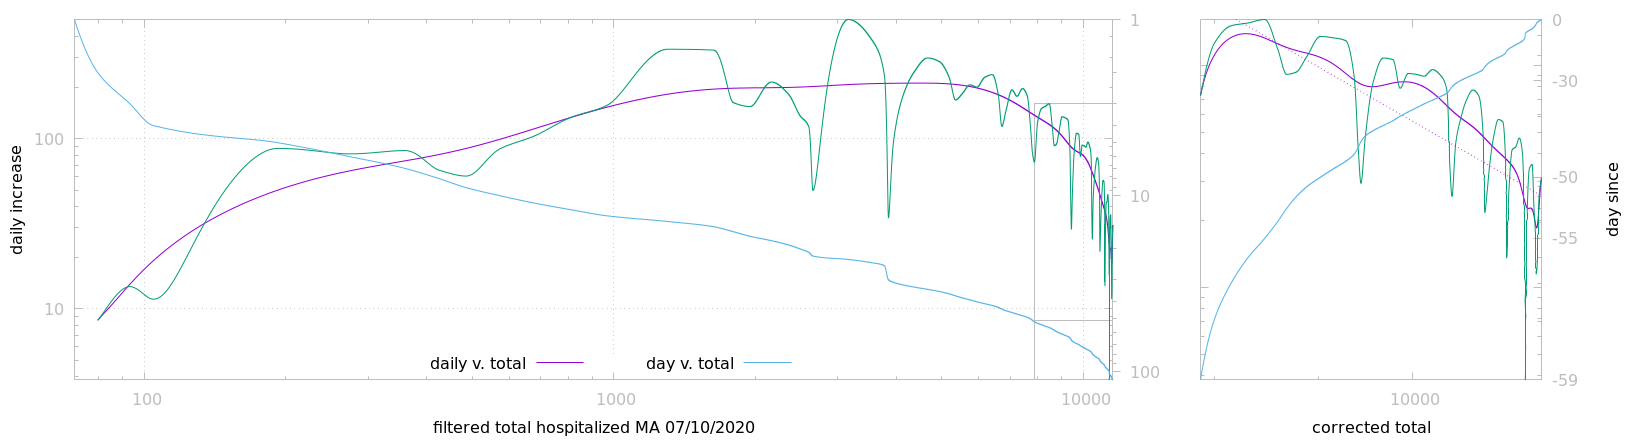 daily increase
100
10
daily v. total
day v. total
100
1000
10000
filtered total hospitalized MA 07/10/2020
1
10
100
10000
corrected total
0
-30
-50
-55
-59
day since